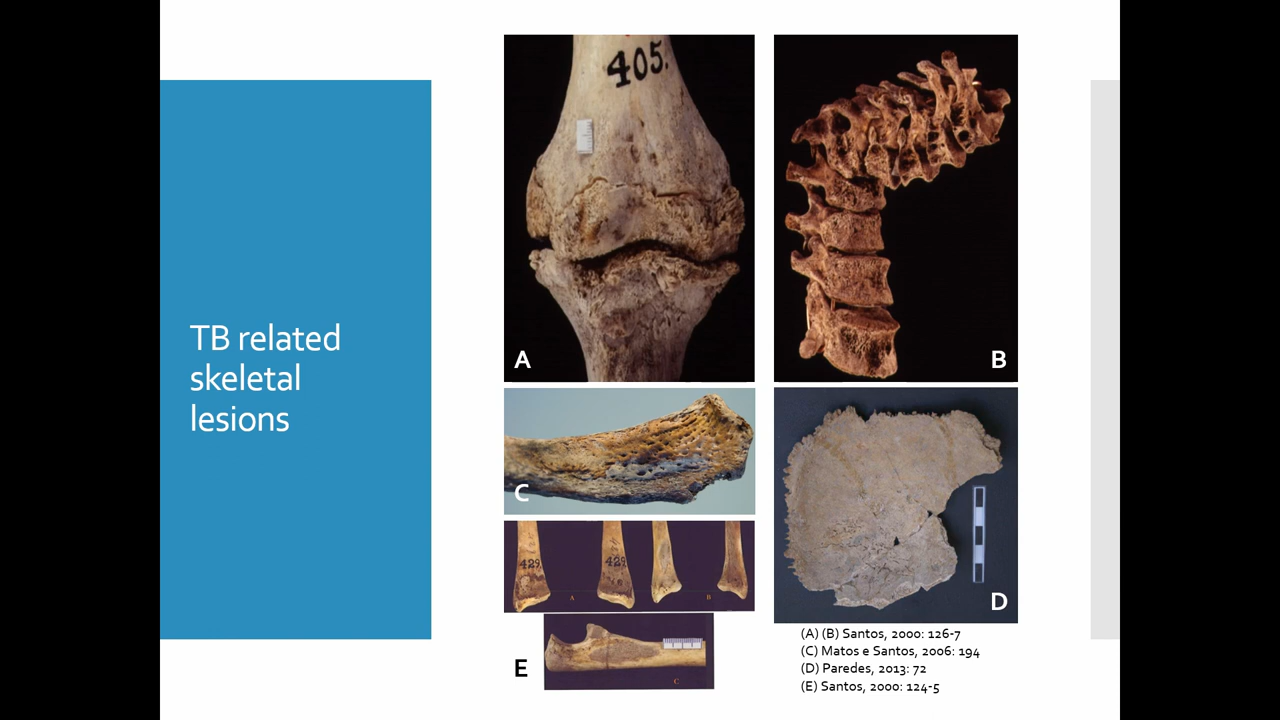 TB related
skeletal
lesions
405.
A
B
C
D
429
429
A
B
C
E
(A) (B) Santos, 2000: 126-7
(C) Matos e Santos, 2006: 194
(D) Paredes, 2013: 72
(E) Santos, 2000: 124-5